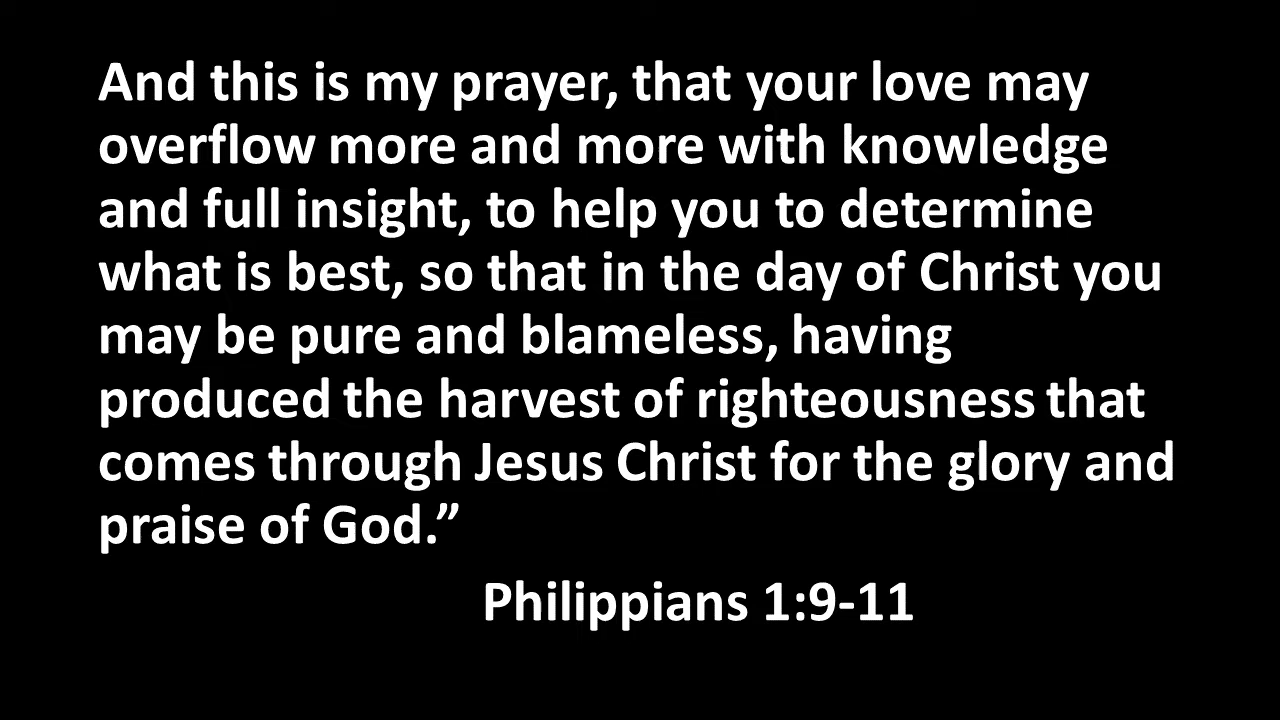 And this is my prayer, that your love may
overflow more and more with knowledge
and full insight, to help you to determine
what is best, so that in the day of Christ you
may be pure and blameless, having
produced the harvest of righteousness that
comes through Jesus Christ for the glory and
praise of God.”
Philippians 1:9-11